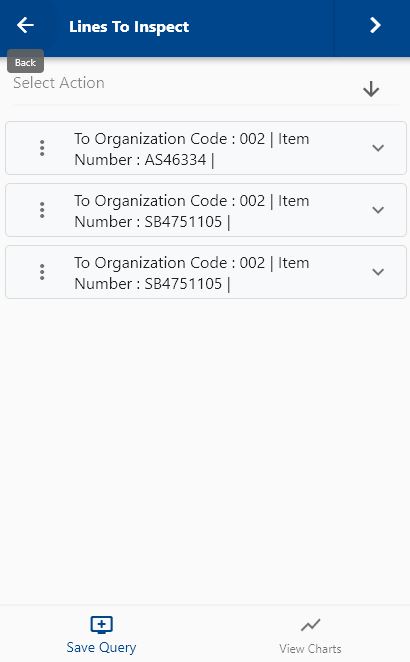 Lines To Inspect
Back
Select Action
To Organization Code : 002 | Item
Number : AS46334 |
To Organization Code : 002 | Item
Number : SB4751105 |
To Organization Code : 002 | Item
Number : SB4751105 |
Save Query
View Charts